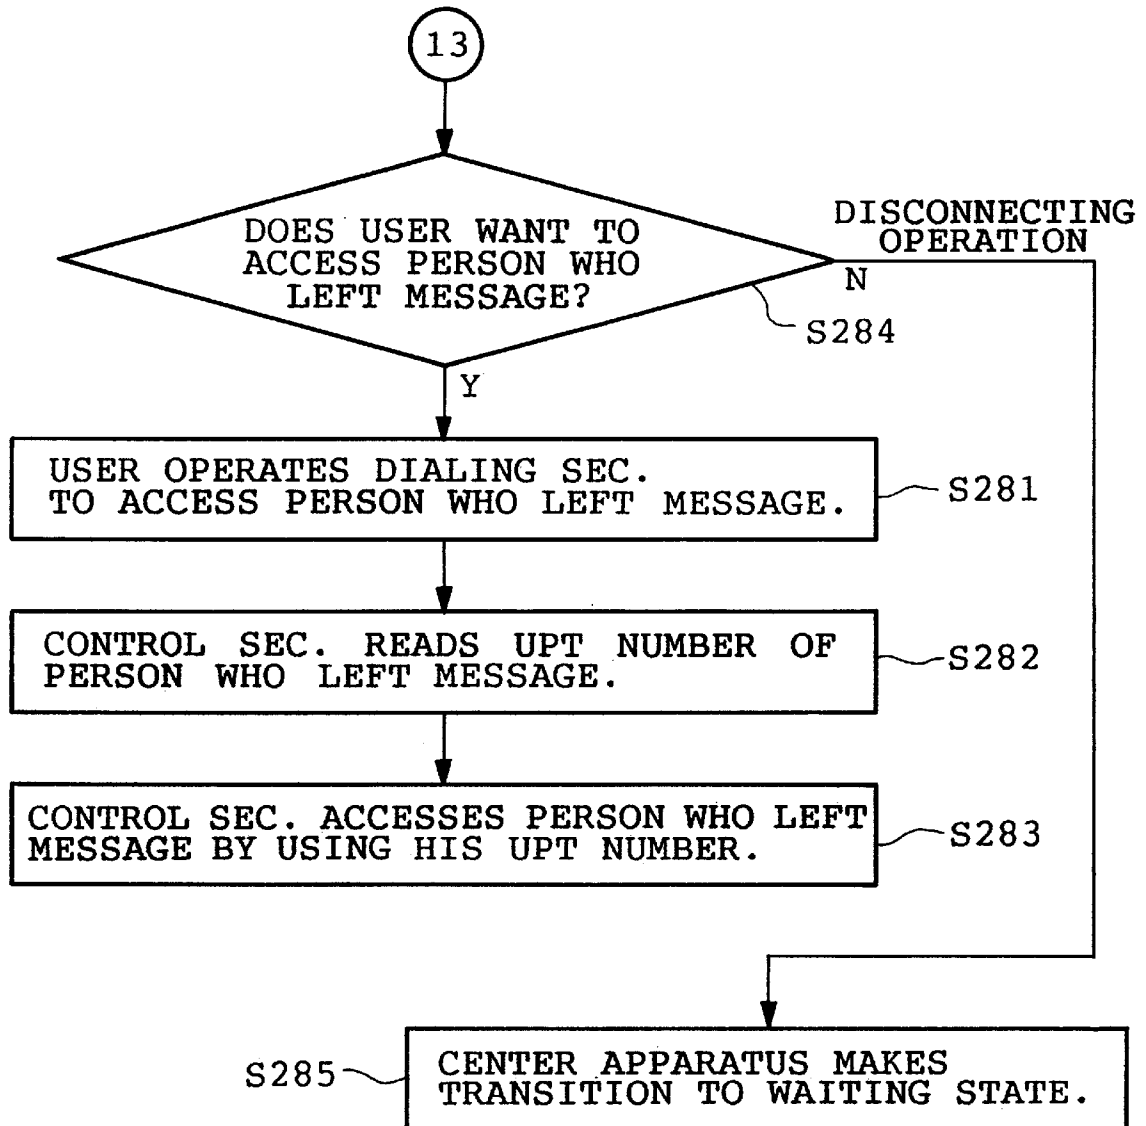 13
DOES USER WANT TO
ACCESS PERSON WHO
LEFT MESSAGE?
DISCONNECTING
OPERATION
N
S284
Y
USER OPERATES DIALING SEC.
TO ACCESS PERSON WHO LEFT MESSAGE.
S281
CONTROL SEC. READS UPT NUMBER OF
PERSON WHO LEFT MESSAGE.
S282
CONTROL SEC. ACCESSES PERSON WHO LEFT
MESSAGE BY USING HIS UPT NUMBER.
S283
S285
CENTER APPARATUS MAKES
TRANSITION TO WAITING STATE.